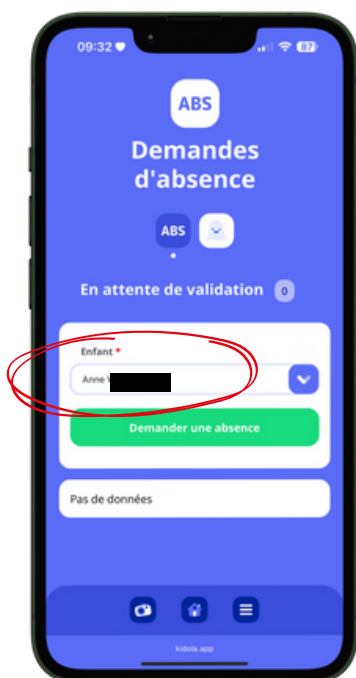 09:32
87
ABS
Demandes
d'absence
ABS
En attente de validation 0
Enfant *
Anne
Demander une absence
Pas de données
kidola.app